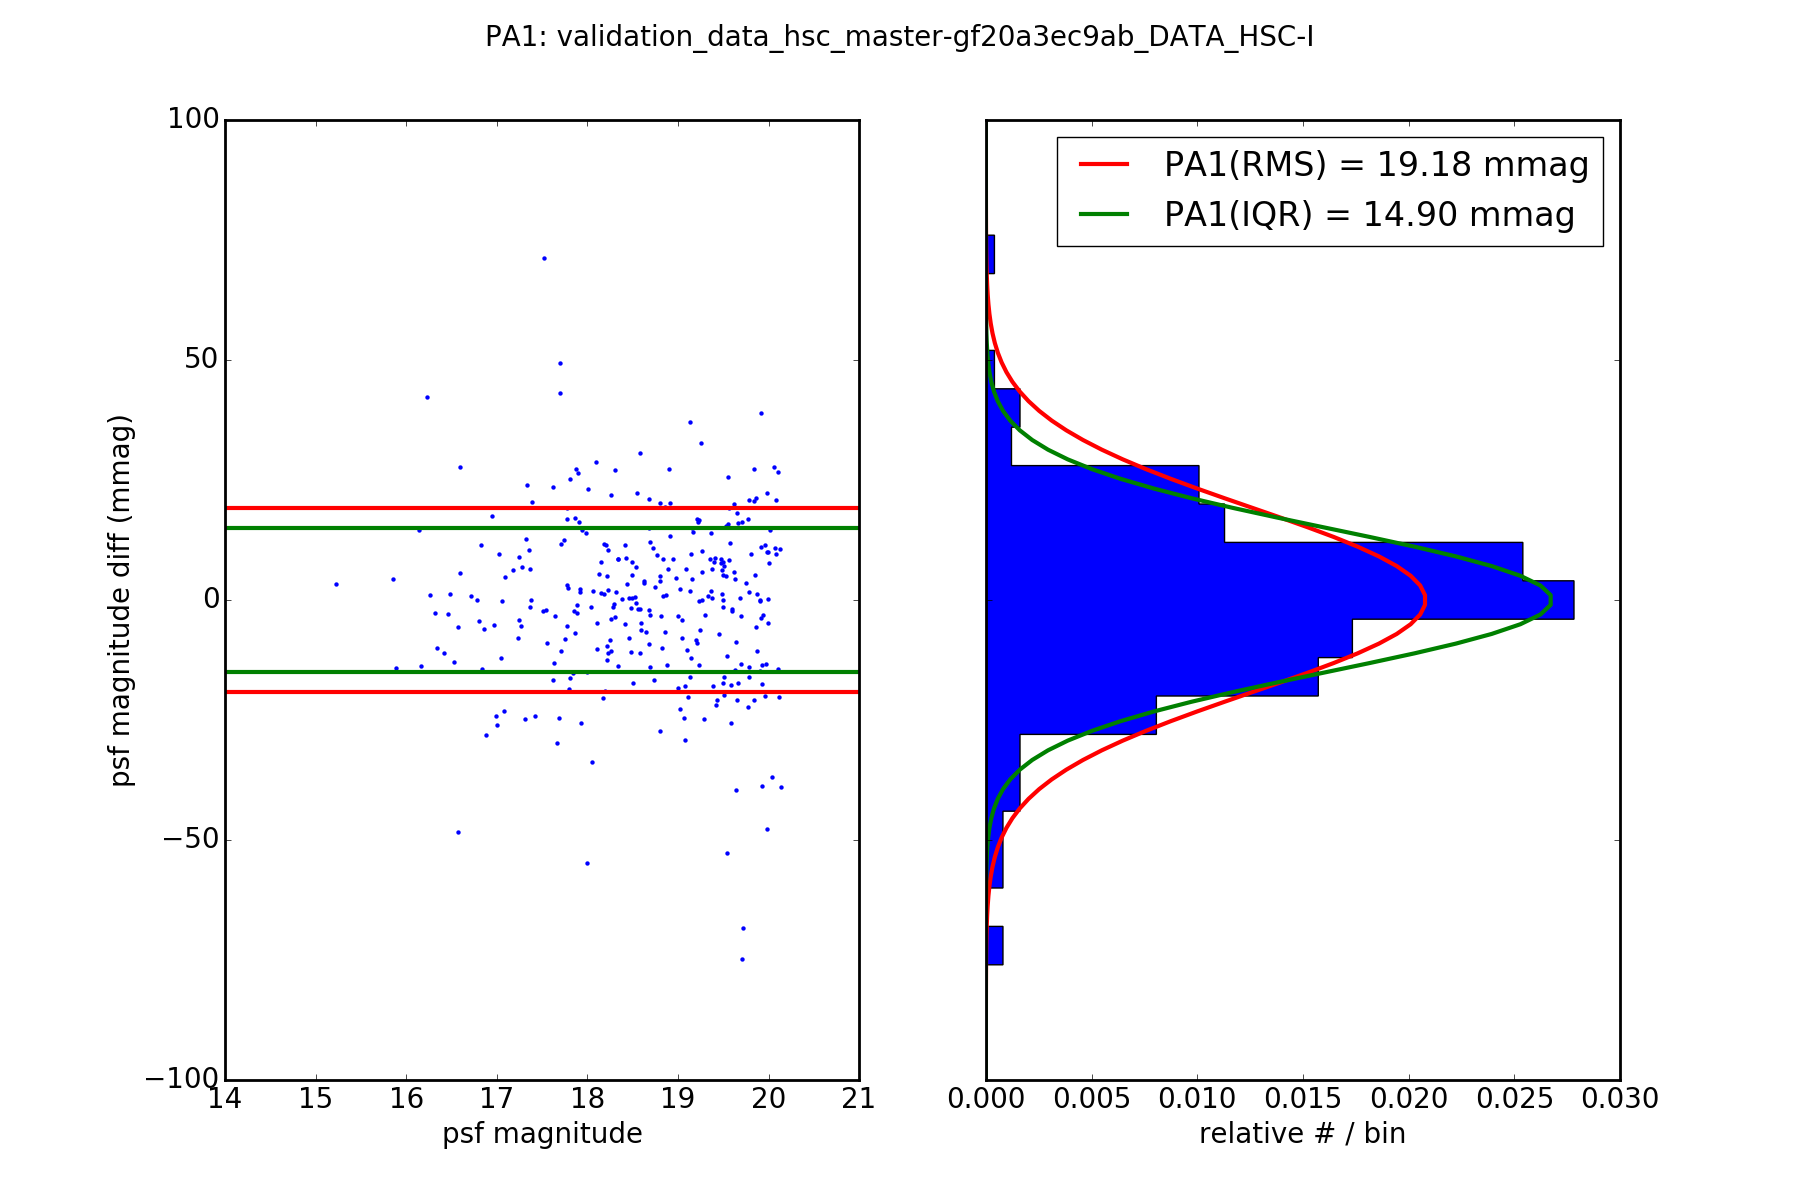 PA1: validation_data_hsc_master-gf20a3ec9ab_DATA_HSC-I
psf magnitude diff (mmag)
100
50
0
−50
−100
14 15 16 17 18 19 20 21
psf magnitude
PA1(RMS) = 19.18 mmag
PA1(IQR) = 14.90 mmag
0.000 0.005 0.010 0.015 0.020 0.025 0.030
relative # / bin